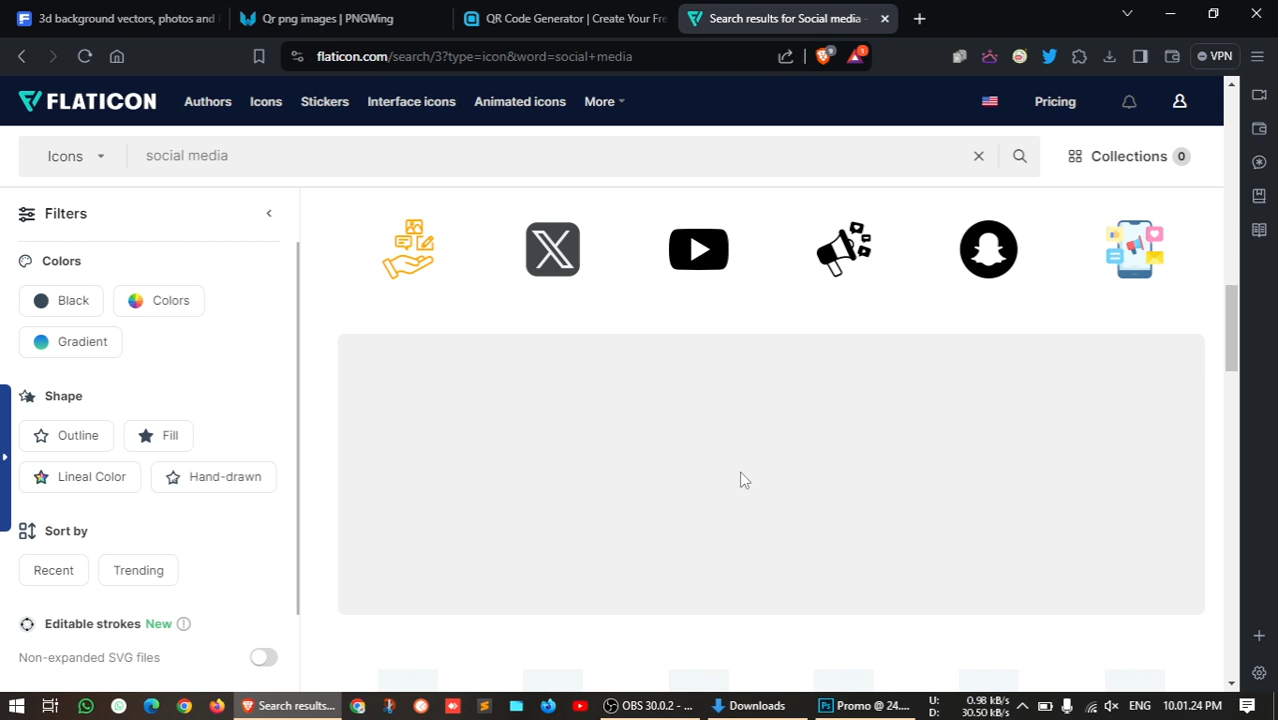 3d background vectors, photos and
Qr png images | PNGWing
QR Code Generator | Create Your Fre
Search results for Social media -
flaticon.com/search/3?type=icon&word=social+media
9
1
VPN
FLATICON
Authors
Icons
Stickers
Interface icons
Animated icons
More
Pricing
Icons
social media
Collections 0
Filters
Colors
Black
Colors
Gradient
Shape
Outline
Fill
Lineal Color
Hand-drawn
Sort by
Recent
Trending
Editable strokes New
Non-expanded SVG files
Search results...
OBS 30.0.2 - ...
Downloads
Ps
Promo @ 24....
U: 0.98 kB/s
D: 30.50 kB/s
ENG
10.01.24 PM